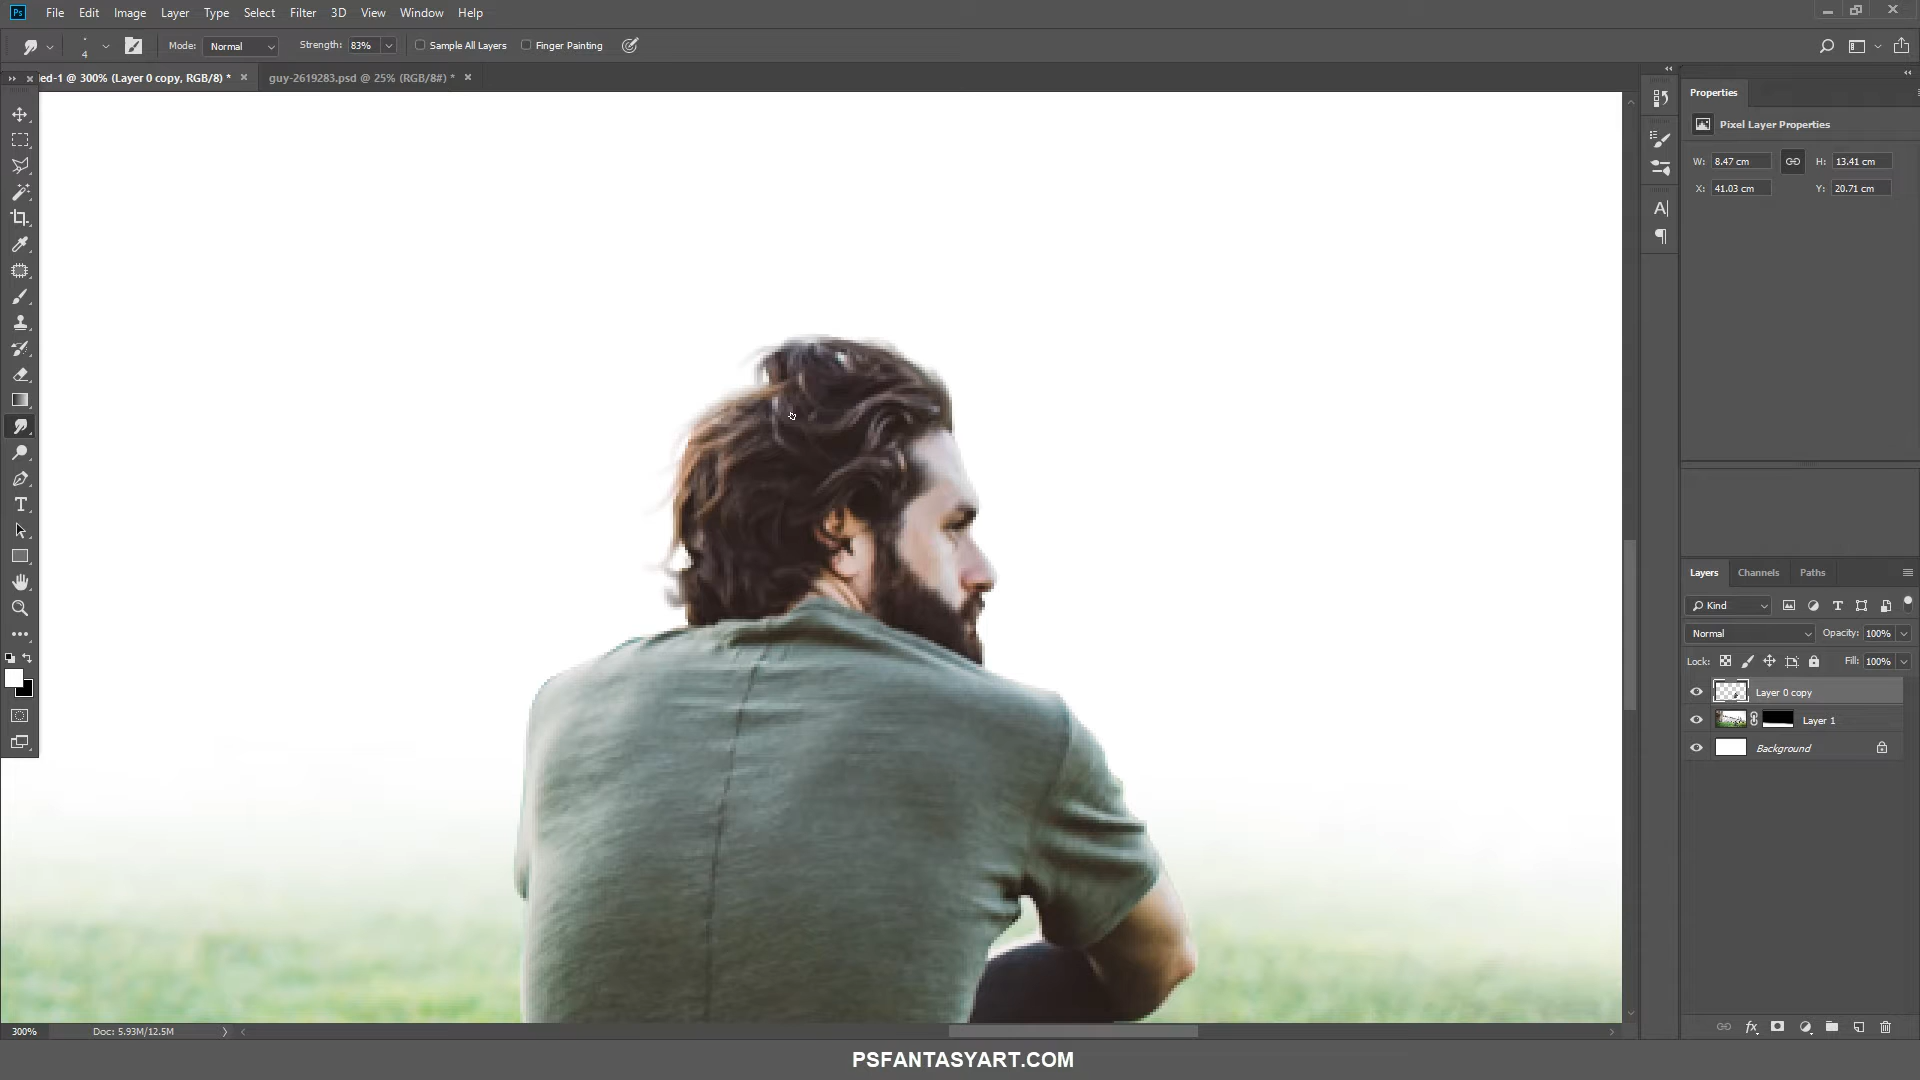 Ps File Edit Image Layer Type Select Filter 3D View Window Help
4 Mode: Normal Strength: 83% Sample All Layers Finger Painting
ed-1 @ 300% (Layer 0 copy, RGB/8) * guy-2619283.psd @ 25% (RGB/8#) *
Properties
Pixel Layer Properties
W: 8.47 cm H: 13.41 cm
X: 41.03 cm Y: 20.71 cm
Layers Channels Paths
Kind
Normal Opacity: 100%
Lock: Fill: 100%
Layer 0 copy
Layer 1
Background
300% Doc: 5.93M/12.5M
PSFANTASYART.COM